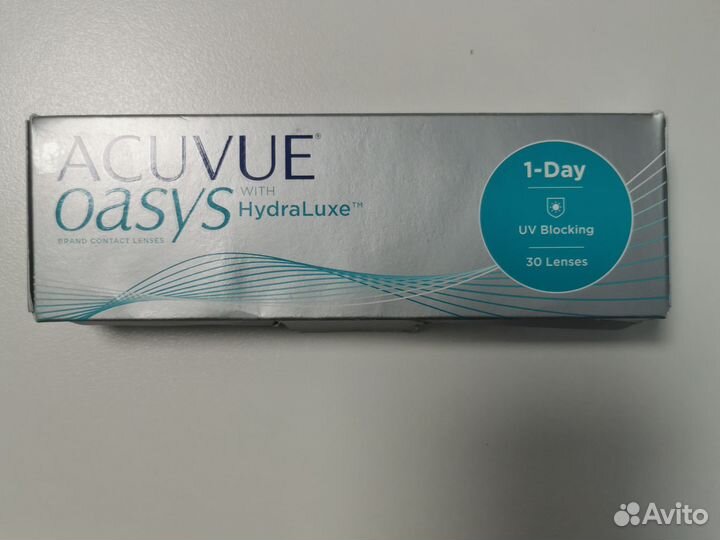 ACUVUE®
oasys WITH
HydraLuxe™
BRAND CONTACT LENSES
1-Day
UV Blocking
30 Lenses
Avito